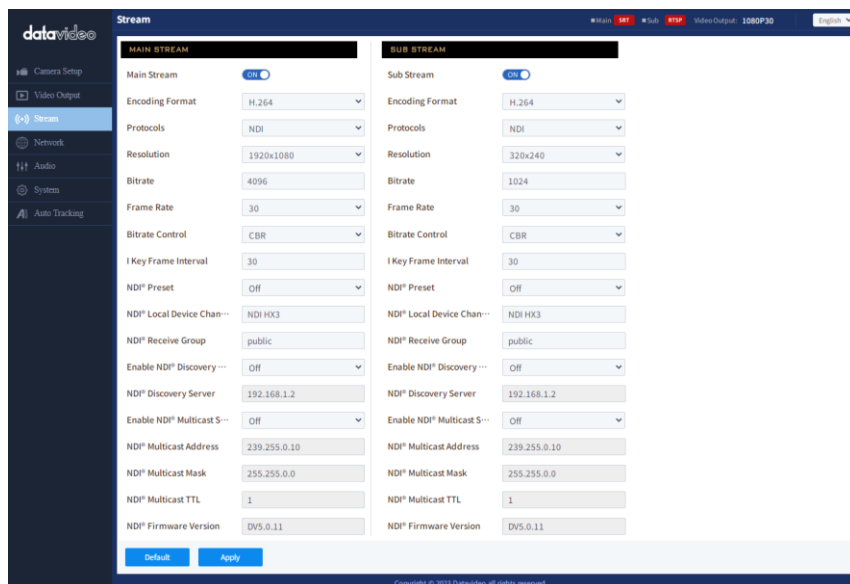 datavideo
Stream
Main SRT Sub RTSP Video Output: 1080P30 English
Camera Setup
Video Output
Stream
Network
Audio
System
Auto Tracking
MAIN STREAM
Main Stream ON
Encoding Format H.264
Protocols NDI
Resolution 1920x1080
Bitrate 4096
Frame Rate 30
Bitrate Control CBR
I Key Frame Interval 30
NDI® Preset Off
NDI® Local Device Chan··· NDI HX3
NDI® Receive Group public
Enable NDI® Discovery ··· Off
NDI® Discovery Server 192.168.1.2
Enable NDI® Multicast S··· Off
NDI® Multicast Address 239.255.0.10
NDI® Multicast Mask 255.255.0.0
NDI® Multicast TTL 1
NDI® Firmware Version DV5.0.11
SUB STREAM
Sub Stream ON
Encoding Format H.264
Protocols NDI
Resolution 320x240
Bitrate 1024
Frame Rate 30
Bitrate Control CBR
I Key Frame Interval 30
NDI® Preset Off
NDI® Local Device Chan··· NDI HX3
NDI® Receive Group public
Enable NDI® Discovery ··· Off
NDI® Discovery Server 192.168.1.2
Enable NDI® Multicast S··· Off
NDI® Multicast Address 239.255.0.10
NDI® Multicast Mask 255.255.0.0
NDI® Multicast TTL 1
NDI® Firmware Version DV5.0.11
Default Apply
Copyright © 2023 Datavideo all rights reserved